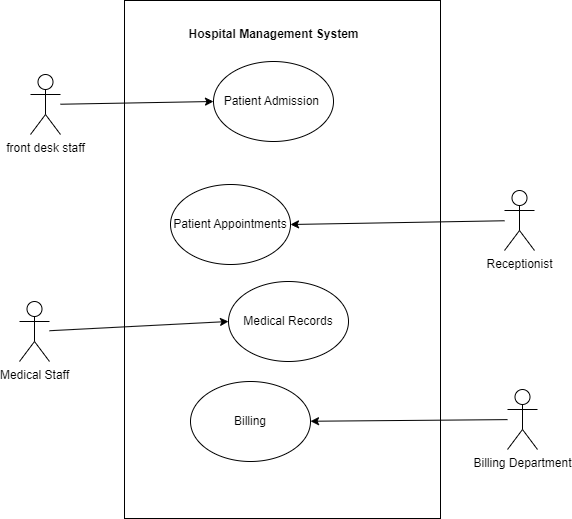 Hospital Management System
Patient Admission
front desk staff
Patient Appointments
Receptionist
Medical Records
Medical Staff
Billing
Billing Department